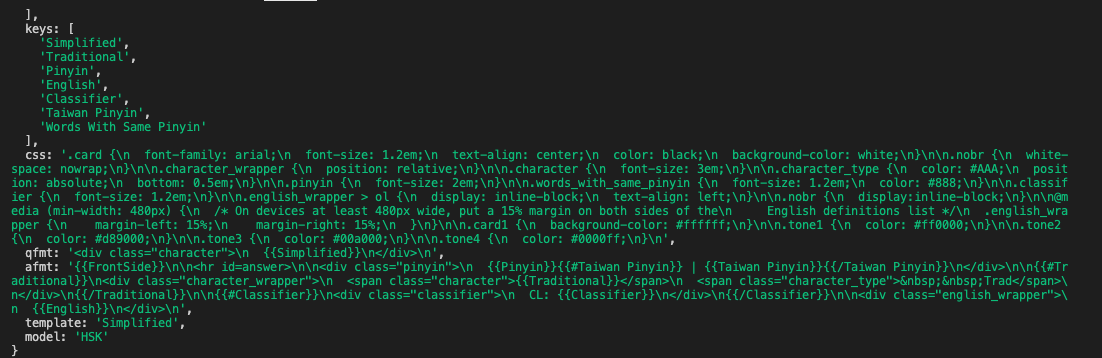 ],
keys: [
'Simplified',
'Traditional',
'Pinyin',
'English',
'Classifier',
'Taiwan Pinyin',
'Words With Same Pinyin'
],
css: '.card {\n  font-family: arial;\n  font-size: 1.2em;\n  text-align: center;\n  color: black;\n  background-color: white;\n}\n\n.nobr {\n  white-
space: nowrap;\n}\n\n.character_wrapper {\n  position: relative;\n}\n\n.character {\n  font-size: 3em;\n}\n\n.character_type {\n  color: #AAA;\n  posit
ion: absolute;\n  bottom: 0.5em;\n}\n\n.pinyin {\n  font-size: 2em;\n}\n\n.words_with_same_pinyin {\n  font-size: 1.2em;\n  color: #888;\n}\n\n.classif
ier {\n  font-size: 1.2em;\n}\n\n.english_wrapper > ol {\n  display: inline-block;\n  text-align: left;\n}\n\n.nobr {\n  display:inline-block;\n}\n\n@m
edia (min-width: 480px) {\n  /* On devices at least 480px wide, put a 15% margin on both sides of the\n     English definitions list */\n  .english_wra
pper {\n    margin-left: 15%;\n    margin-right: 15%;\n  }\n}\n\n.card1 {\n  background-color: #ffffff;\n}\n\n.tone1 {\n  color: #ff0000;\n}\n\n.tone2
{\n  color: #d89000;\n}\n\n.tone3 {\n  color: #00a000;\n}\n\n.tone4 {\n  color: #0000ff;\n}\n',
qfmt: '<div class="character">\n  {{Simplified}}\n</div>\n',
afmt: '{{FrontSide}}\n\n<hr id=answer>\n\n<div class="pinyin">\n  {{Pinyin}}{{#Taiwan Pinyin}} | {{Taiwan Pinyin}}{{/Taiwan Pinyin}}\n</div>\n\n{{#Tr
aditional}}\n<div class="character_wrapper">\n  <span class="character">{{Traditional}}</span>\n  <span class="character_type">&nbsp;&nbsp;Trad</span>\
n</div>\n{{/Traditional}}\n\n{{#Classifier}}\n<div class="classifier">\n  CL: {{Classifier}}\n</div>\n{{/Classifier}}\n\n<div class="english_wrapper">\
n  {{English}}\n</div>\n',
template: 'Simplified',
model: 'HSK'
}